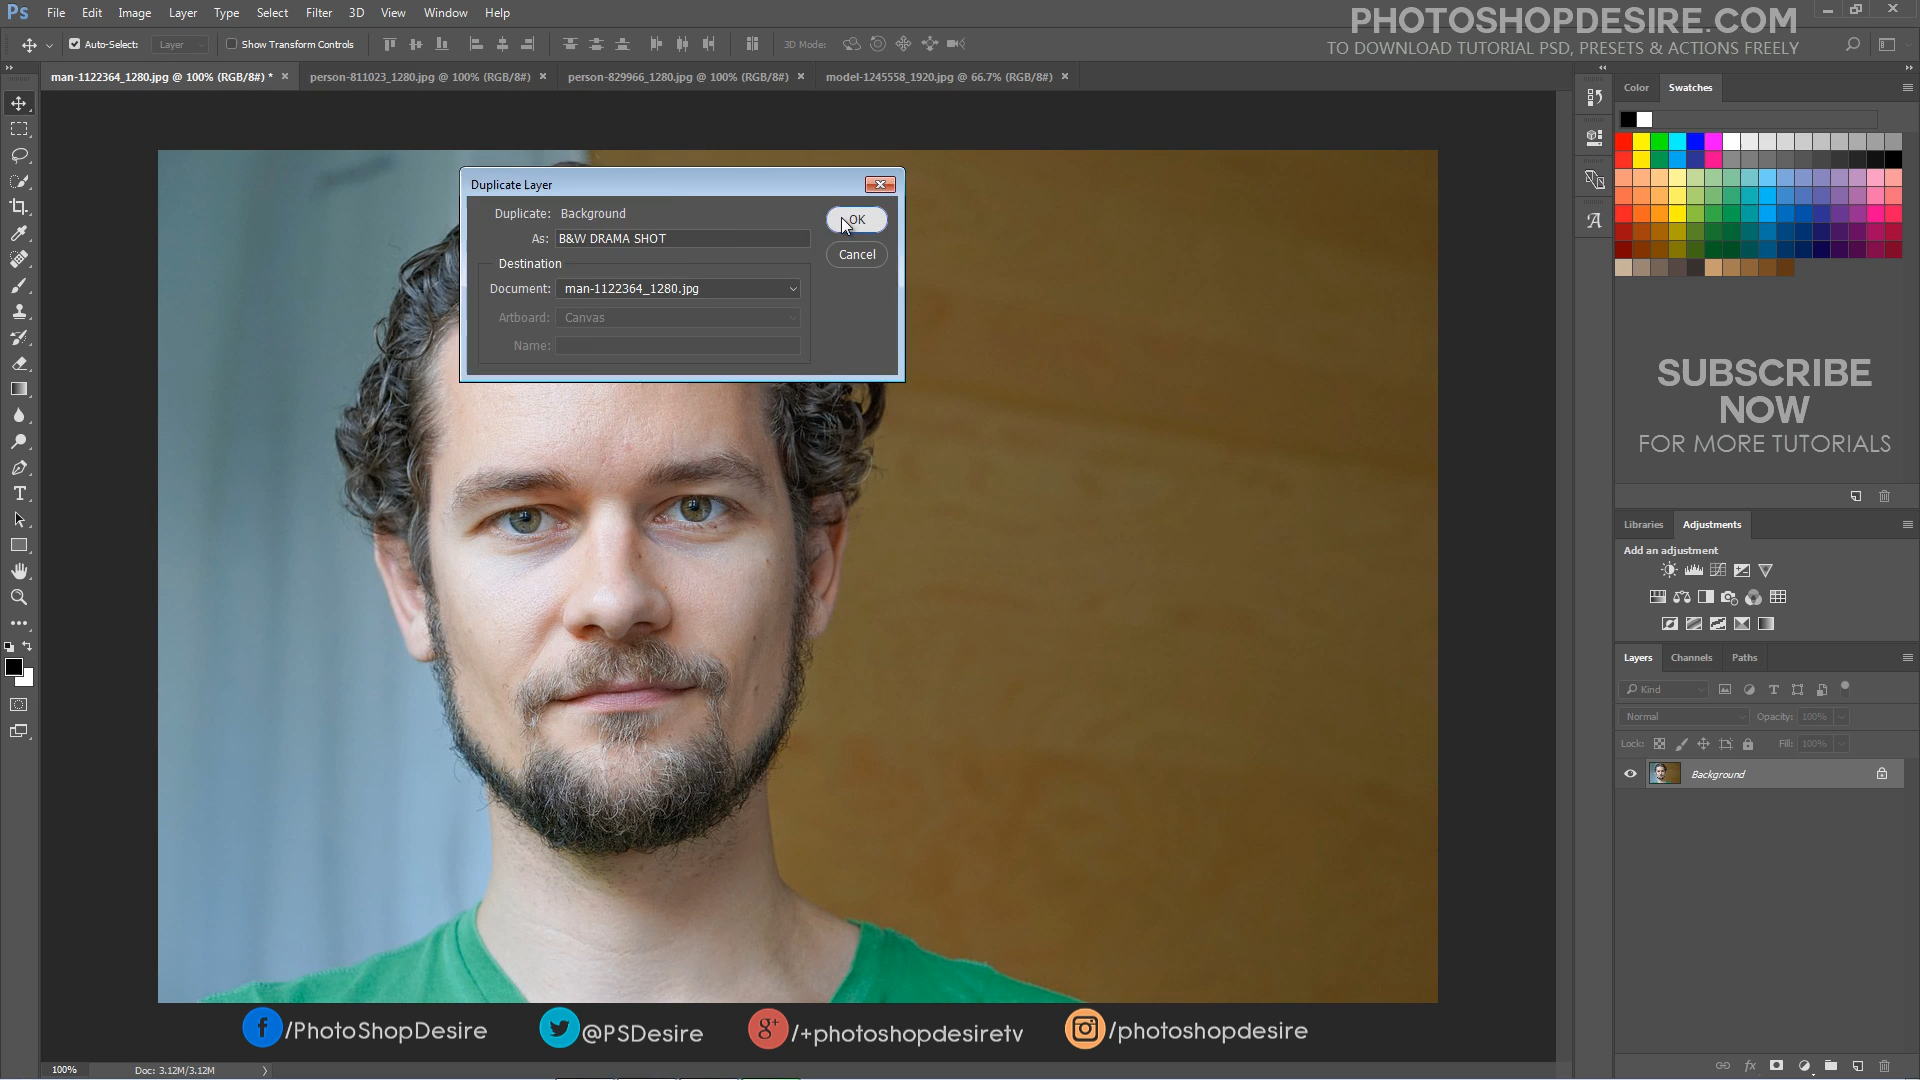 Ps File Edit Image Layer Type Select Filter 3D View Window Help
PHOTOSHOPDESIRE.COM
TO DOWNLOAD TUTORIAL PSD, PRESETS & ACTIONS FREELY
Auto-Select: Layer Show Transform Controls 3D Mode:
man-1122364_1280.jpg @ 100% (RGB/8#) * person-811023_1280.jpg @ 100% (RGB/8#) person-829966_1280.jpg @ 100% (RGB/8#) model-1245558_1920.jpg @ 66.7% (RGB/8#)
Color Swatches
Duplicate Layer
Duplicate: Background
OK
As: B&W DRAMA SHOT
Cancel
Destination
Document: man-1122364_1280.jpg
Artboard: Canvas
Name:
SUBSCRIBE
NOW
FOR MORE TUTORIALS
Libraries Adjustments
Add an adjustment
Layers Channels Paths
Kind
Normal Opacity: 100%
Lock: Fill: 100%
Background
/PhotoShopDesire @PSDesire /+photoshopdesiretv /photoshopdesire
100% Doc: 3.12M/3.12M
fx